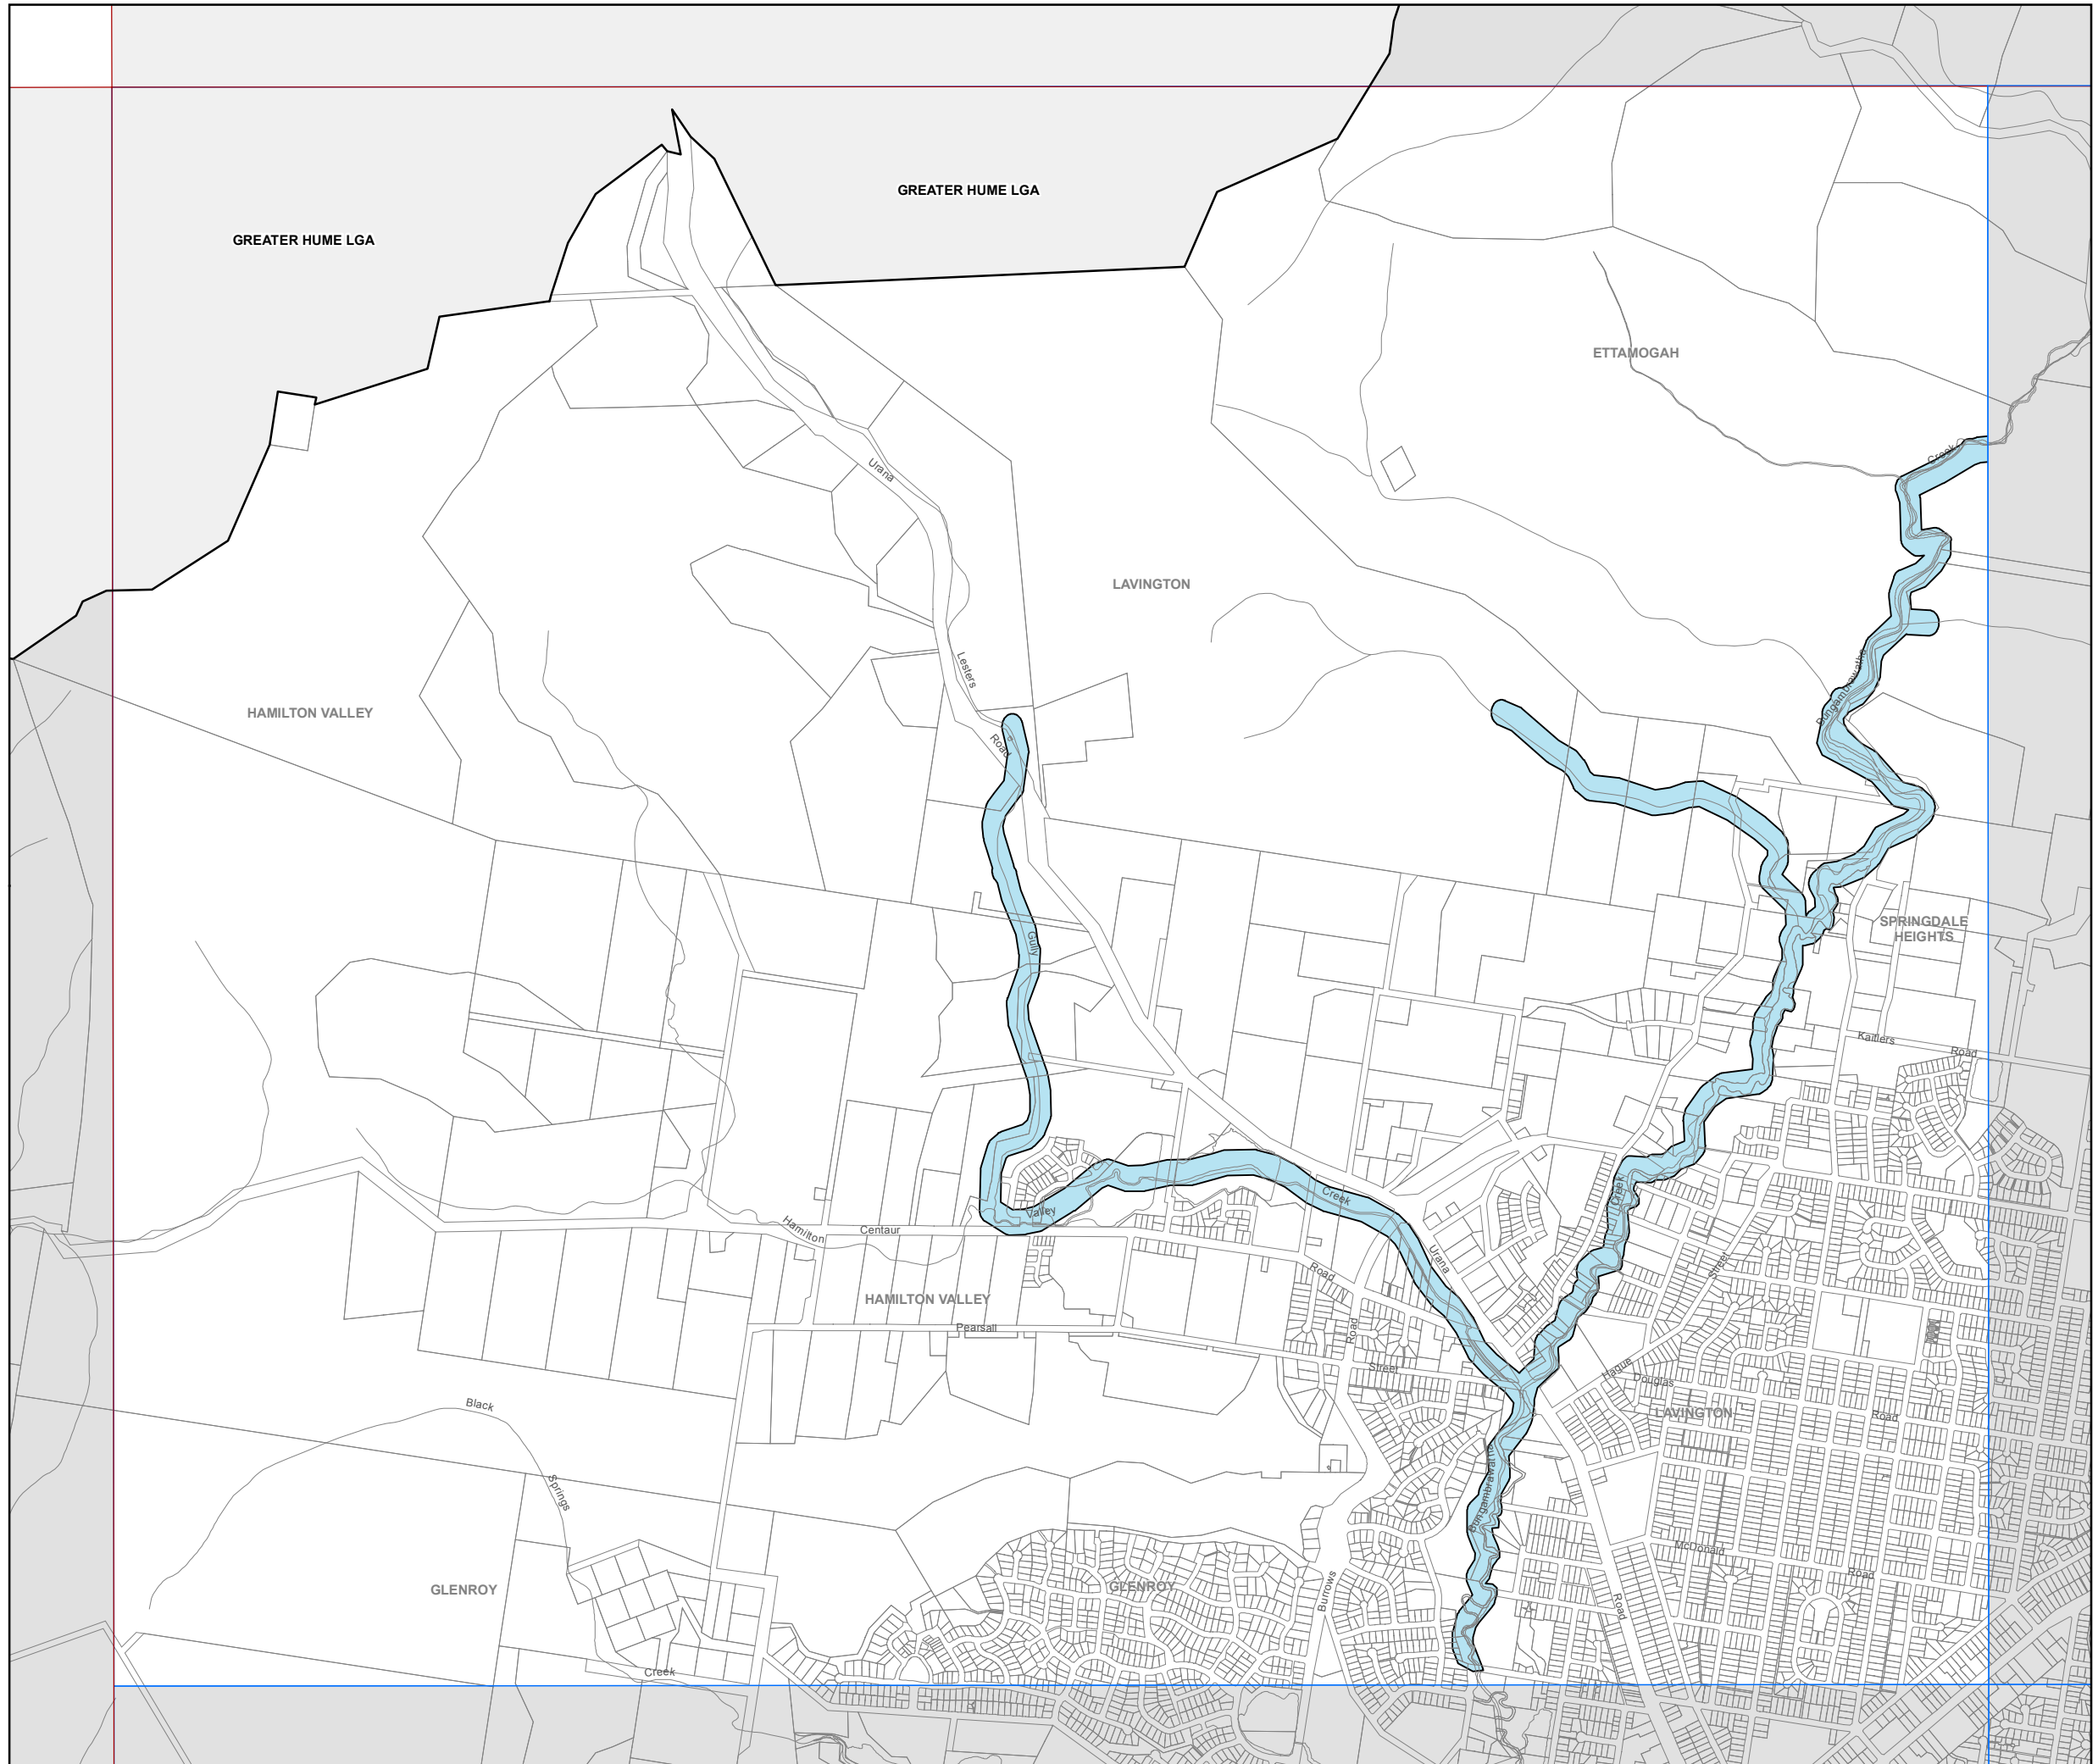 GREATER HUME LGA
GREATER HUME LGA
ETTAMOGAH
Creek
Urana
LAVINGTON
Lesters
Bungambrawatha
HAMILTON VALLEY
Road
SPRINGDALE
HEIGHTS
Gully
Kaitlers
Road
Creek
Creek
Valley
Hamilton
Centaur
Urana
Street
Road
HAMILTON VALLEY
Pearsall
Road
Street
Hague
Douglas
Black
LAVINGTON
Road
Springs
Bungambrawatha
McDonald
Road
GLENROY
GLENROY
Burrows
Road
Creek